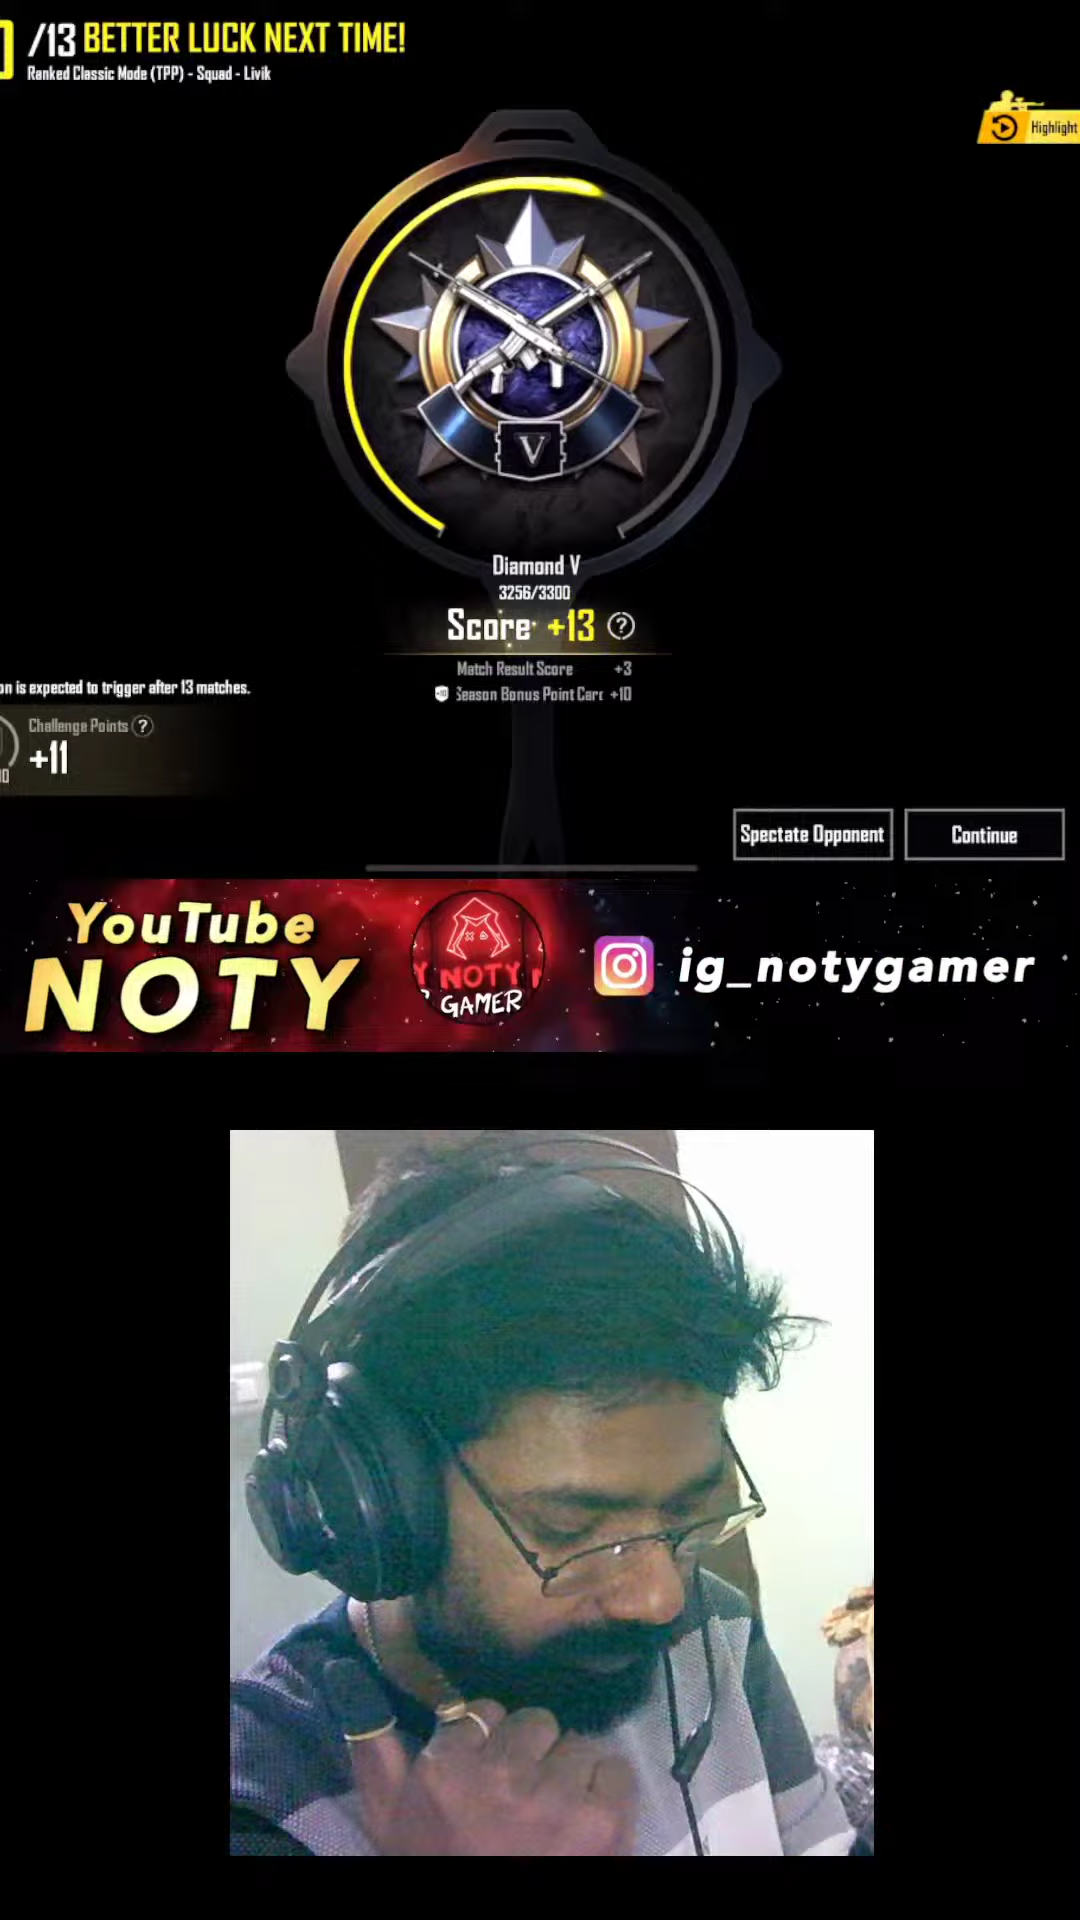 /13 BETTER LUCK NEXT TIME!
Ranked Classic Mode (TPP) - Squad - Livik
Highlight
V
Diamond V
3256/3300
Score +13 ?
Match Result Score +3
Season Bonus Point Card +10
on is expected to trigger after 13 matches.
Challenge Points ?
+11
Spectate Opponent
Continue
YouTube
NOTY
NOTY
GAMER
ig_notygamer